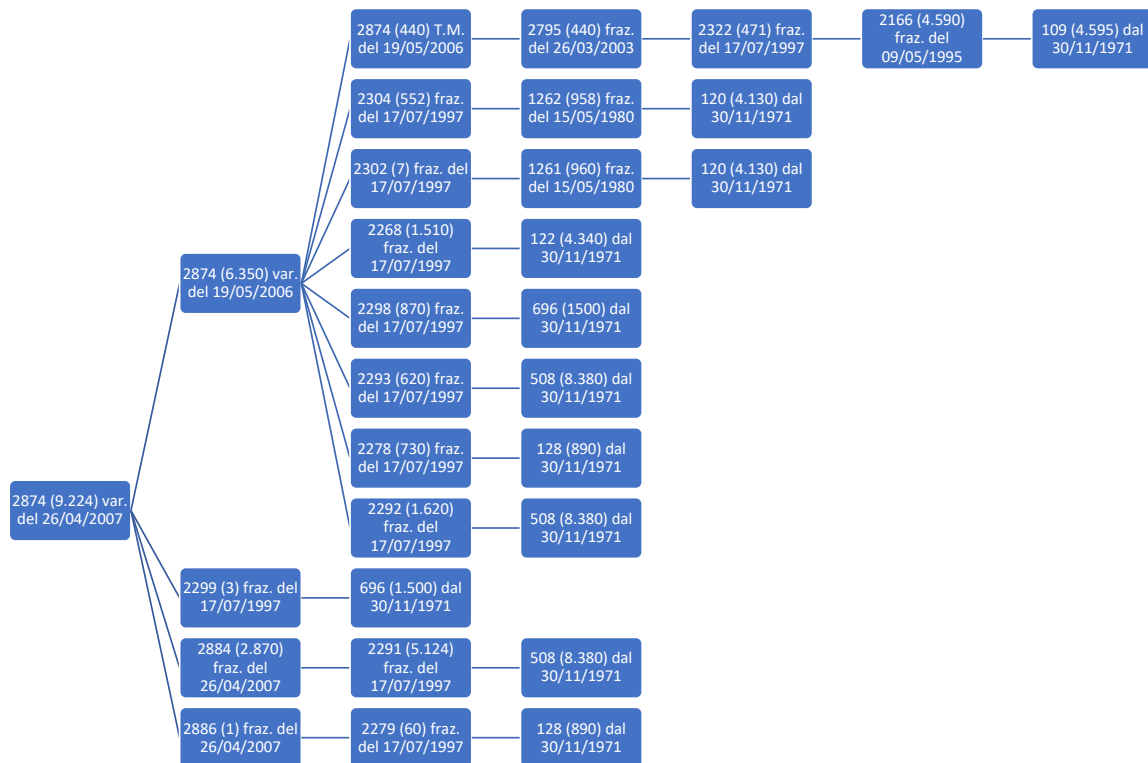 2874 (440) T.M.
del 19/05/2006
2795 (440) fraz.
del 26/03/2003
2322 (471) fraz.
del 17/07/1997
2166 (4.590)
fraz. del
09/05/1995
109 (4.595) dal
30/11/1971
2304 (552) fraz.
del 17/07/1997
1262 (958) fraz.
del 15/05/1980
120 (4.130) dal
30/11/1971
2302 (7) fraz. del
17/07/1997
1261 (960) fraz.
del 15/05/1980
120 (4.130) dal
30/11/1971
2268 (1.510)
fraz. del
17/07/1997
122 (4.340) dal
30/11/1971
2874 (6.350) var.
del 19/05/2006
2298 (870) fraz.
del 17/07/1997
696 (1500) dal
30/11/1971
2293 (620) fraz.
del 17/07/1997
508 (8.380) dal
30/11/1971
2278 (730) fraz.
del 17/07/1997
128 (890) dal
30/11/1971
2874 (9.224) var.
del 26/04/2007
2292 (1.620)
fraz. del
17/07/1997
508 (8.380) dal
30/11/1971
2299 (3) fraz. del
17/07/1997
696 (1.500) dal
30/11/1971
2884 (2.870)
fraz. del
26/04/2007
2291 (5.124)
fraz. del
17/07/1997
508 (8.380) dal
30/11/1971
2886 (1) fraz. del
26/04/2007
2279 (60) fraz.
del 17/07/1997
128 (890) dal
30/11/1971